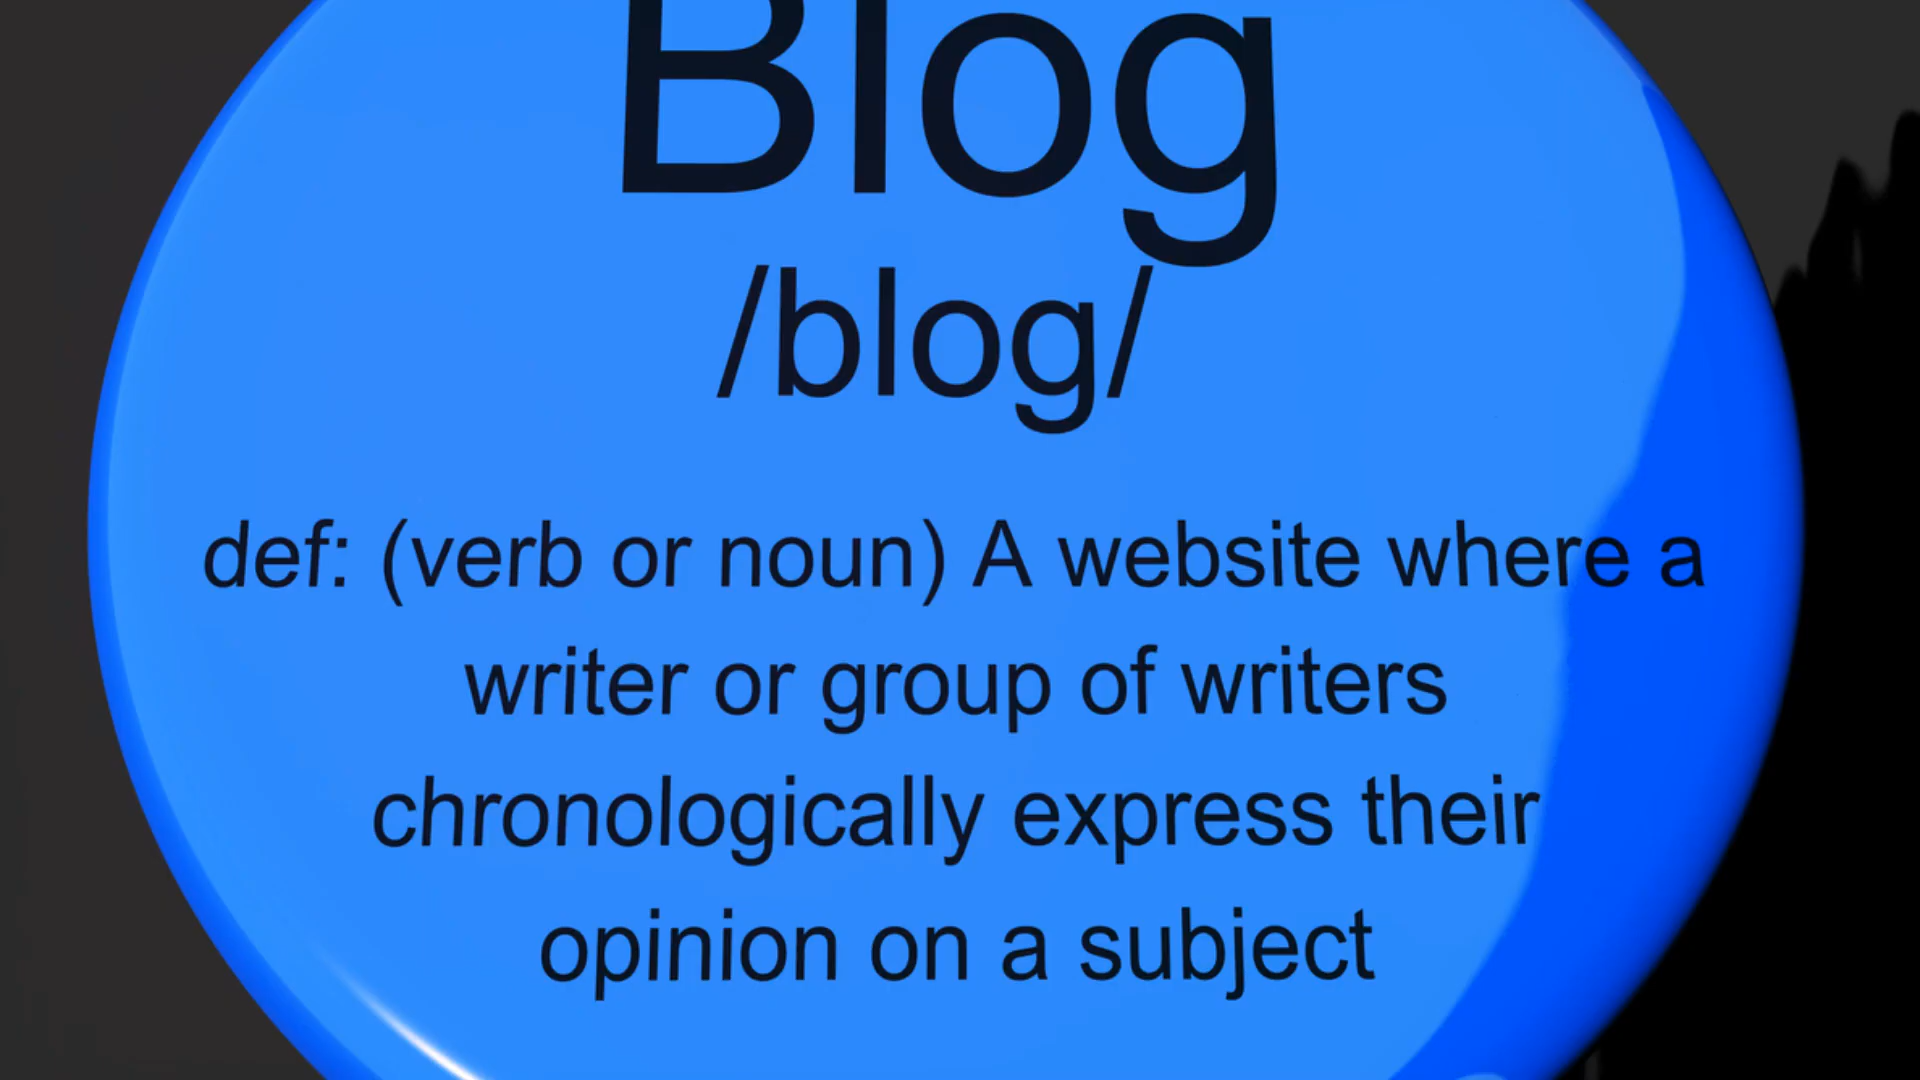 Blog
/blog/
def: (verb or noun) A website where a
writer or group of writers
chronologically express their
opinion on a subject